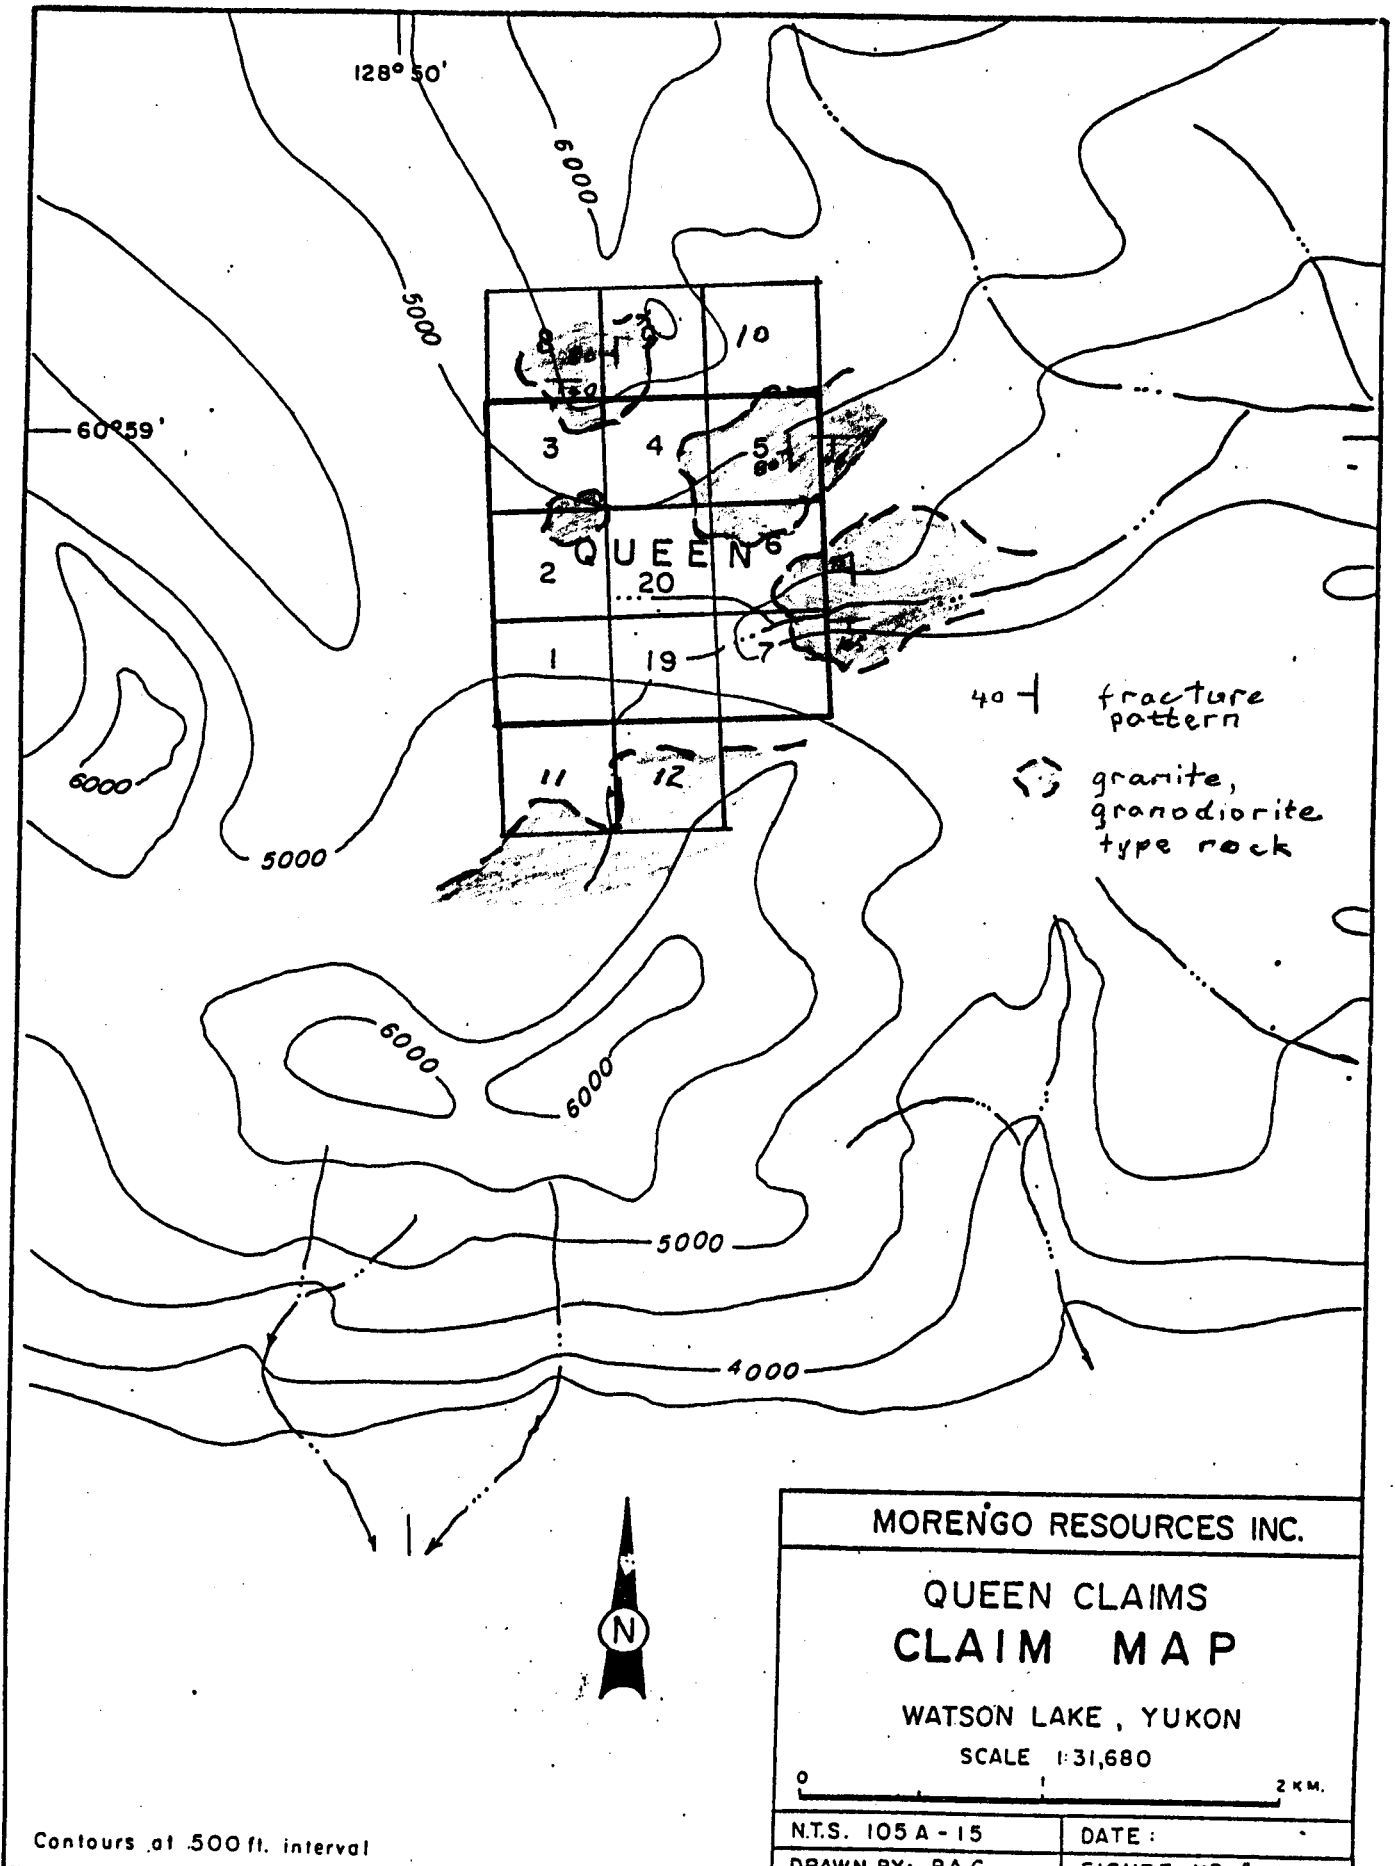 128° 50'
6000
5000
60°59'
8
9
10
3
4
5
80
QUEEN
6
2
20
1
19
7
40 fracture
pattern
granite,
granodiorite
type rock
6000
11
12
5000
6000
6000
5000
4000
N
MORENGO RESOURCES INC.
QUEEN CLAIMS
CLAIM MAP
WATSON LAKE, YUKON
SCALE 1:31,680
0 1 2 KM.
N.T.S. 105 A - 15
DATE:
Contours at 500 ft. interval
DRAWN BY: